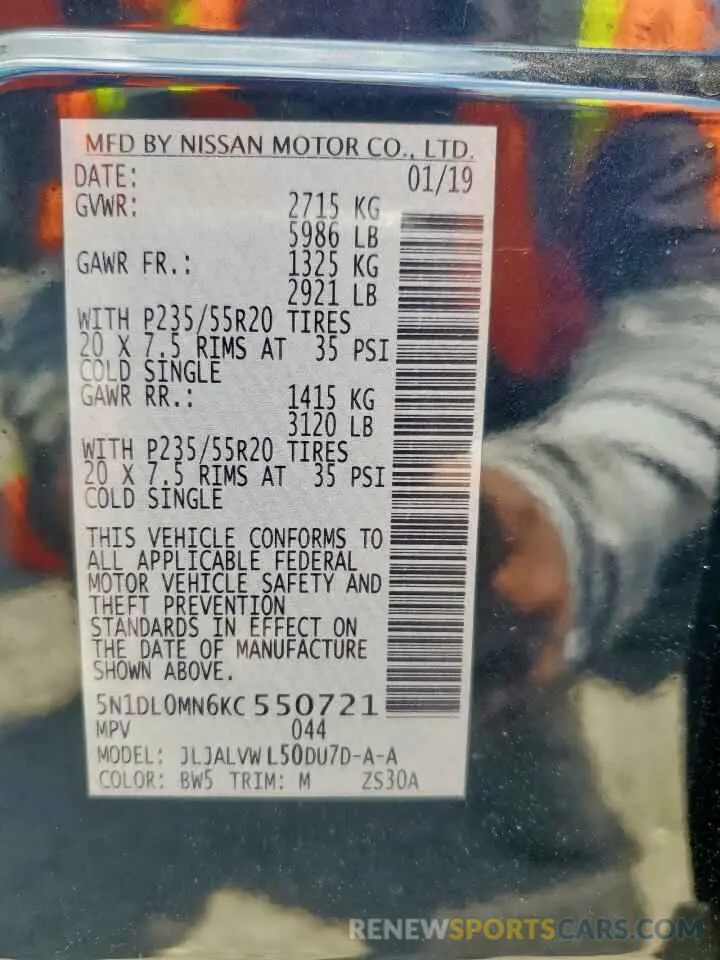 MFD BY NISSAN MOTOR CO., LTD.
DATE: 01/19
GVWR: 2715 KG
5986 LB
GAWR FR.: 1325 KG
2921 LB
WITH P235/55R20 TIRES
20 X 7.5 RIMS AT 35 PSI
COLD SINGLE
GAWR RR.: 1415 KG
3120 LB
WITH P235/55R20 TIRES
20 X 7.5 RIMS AT 35 PSI
COLD SINGLE
THIS VEHICLE CONFORMS TO
ALL APPLICABLE FEDERAL
MOTOR VEHICLE SAFETY AND
THEFT PREVENTION
STANDARDS IN EFFECT ON
THE DATE OF MANUFACTURE
SHOWN ABOVE.
5N1DL0MN6KC 550721
MPV 044
MODEL: JLJALVW L50DU7D-A-A
COLOR: BW5 TRIM: M ZS30A
RENEWSPORTSCARS.COM